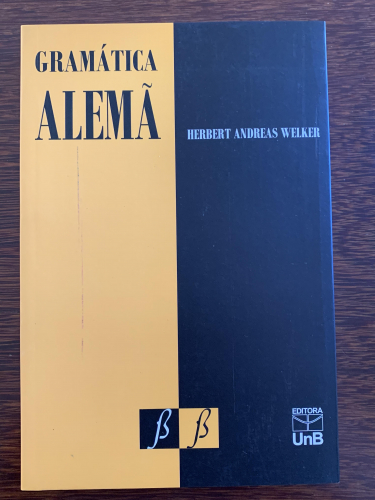 GRAMÁTICA
ALEMÃ
HERBERT ANDREAS WELKER
ß ß
EDITORA
UnB